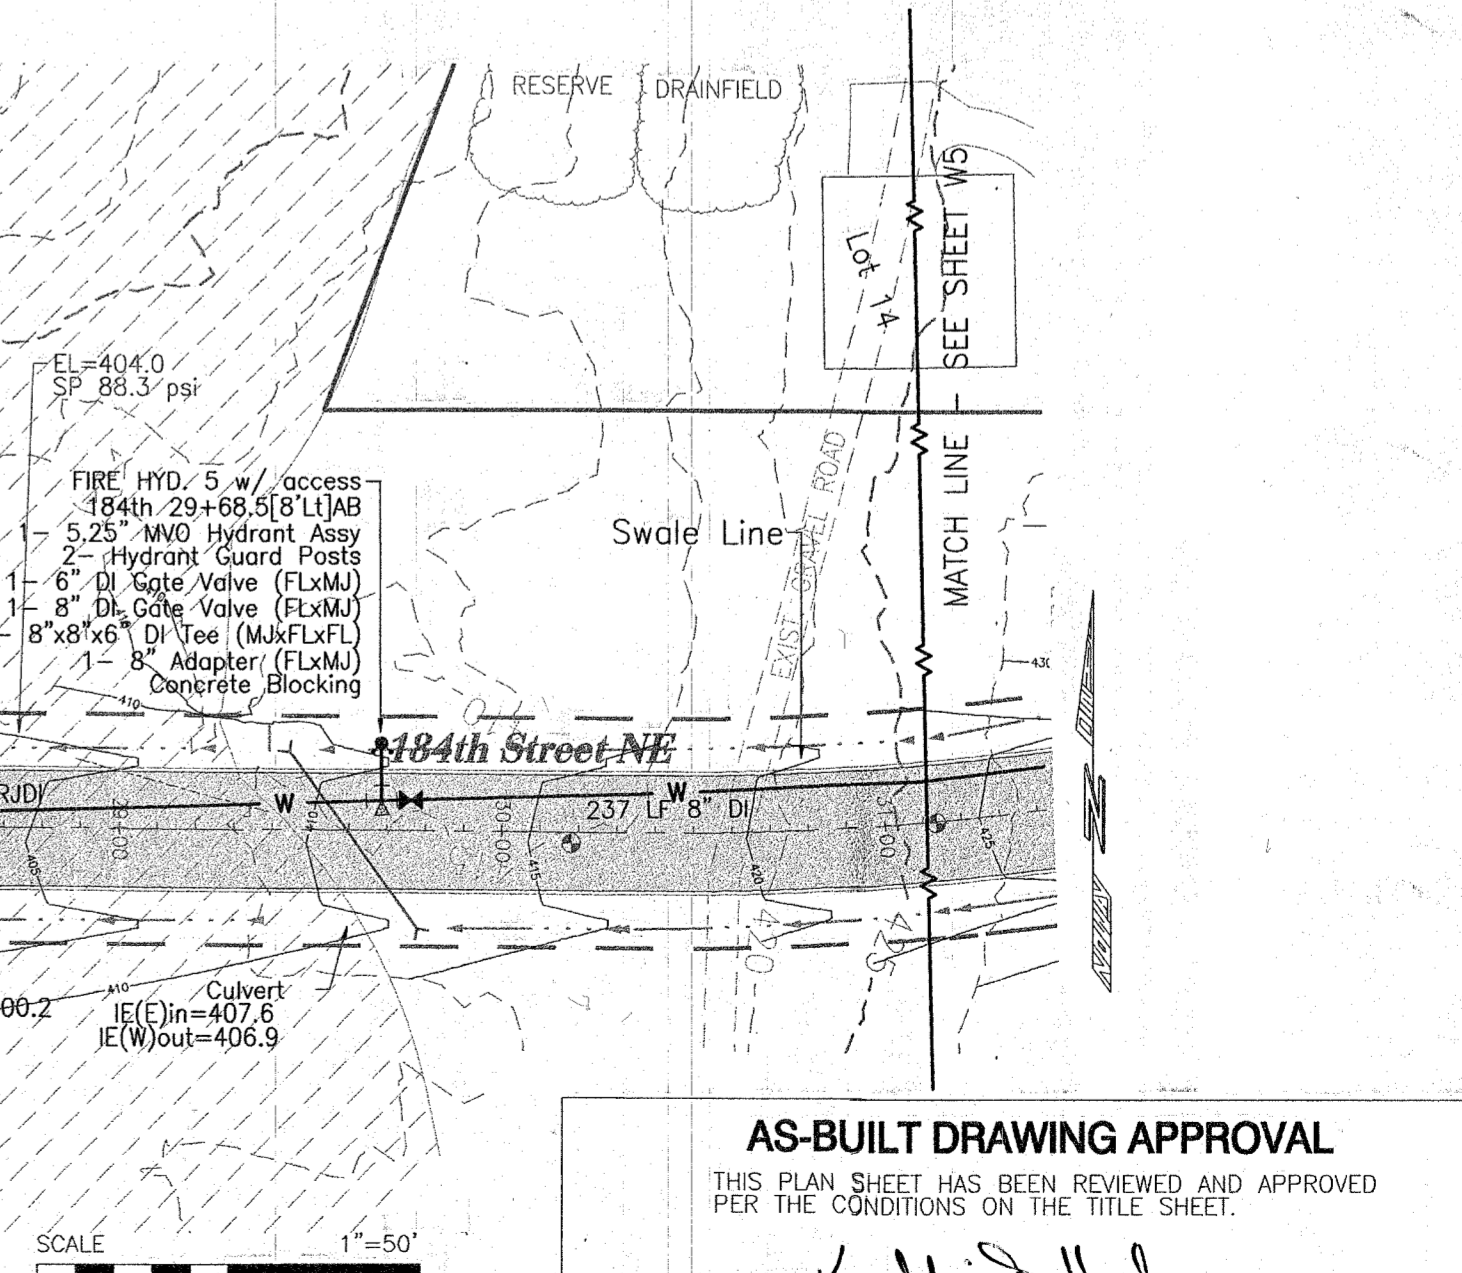 RESERVE DRAINFIELD
Lot 14
MATCH LINE - SEE SHEET W5
EL=404.0
SP 88.3 psi
FIRE HYD. 5 w/ access
184th 29+68.5[8'Lt]AB
1- 5.25" MVO Hydrant Assy
2- Hydrant Guard Posts
1- 6" DI Gate Valve (FLxMJ)
1- 8" DI Gate Valve (FLxMJ)
- 8"x8"x6" DI Tee (MJxFLxFL)
1- 8" Adapter (FLxMJ)
Concrete Blocking
Swale Line
EXIST GRAVEL ROAD
430
410
184th Street NE
RJDI
W
W
237 LF 8" DI
29+00
30+00
31+00
405
410
415
420
425
420
425
N
410
00.2
Culvert
IE(E)in=407.6
IE(W)out=406.9
AS-BUILT DRAWING APPROVAL
THIS PLAN SHEET HAS BEEN REVIEWED AND APPROVED
PER THE CONDITIONS ON THE TITLE SHEET.
SCALE 1"=50'